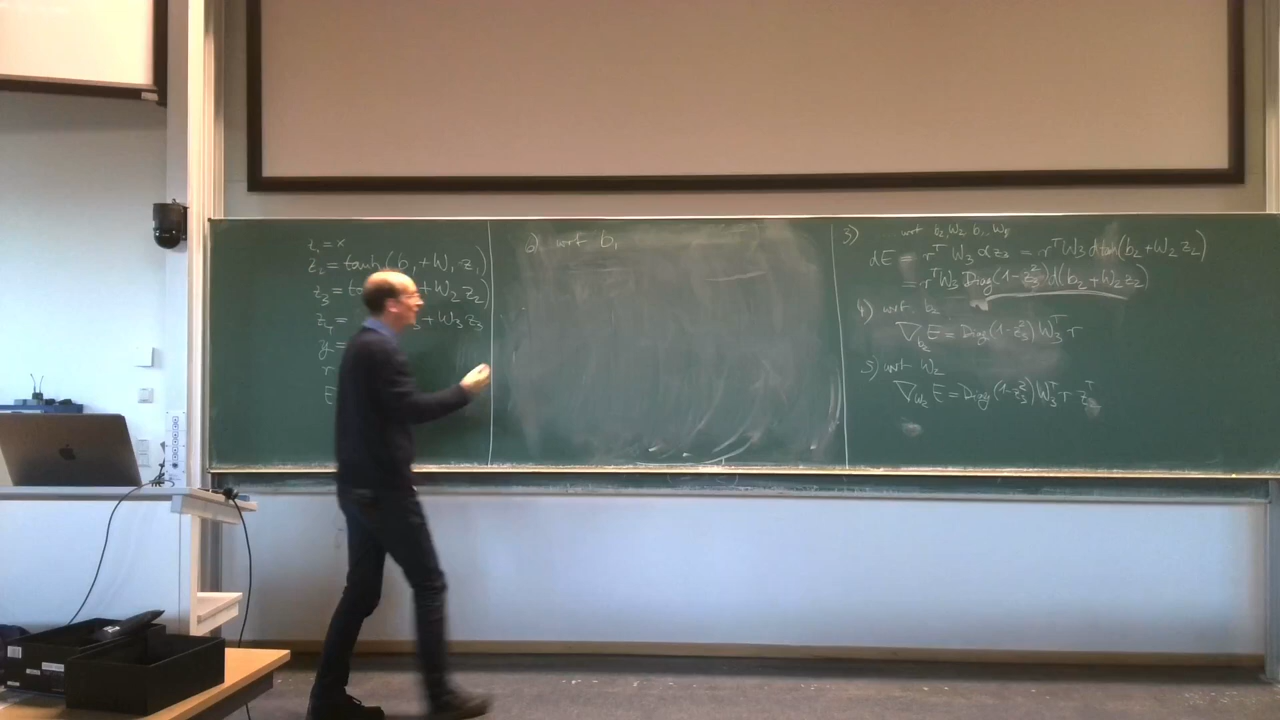 z₁ = x
z₂ = tanh(b₁ + W₁ z₁)
z₃ = + W₂ z₂)
z₄ = + W₃ z₃
y =
r
E
6) wrt b₁
3) wrt b₂, W₂, b₁, W₁
dE = rᵀ W₃ dz₃ = rᵀ W₃ dtanh(b₂ + W₂ z₂)
= rᵀ W₃ Diag(1-z₃²) d(b₂ + W₂ z₂)
4) wrt b₂
∇_b₂ E = Diag(1-z₃²) W₃ᵀ r
5) wrt W₂
∇_W₂ E = Diag(1-z₃²) W₃ᵀ r z₂ᵀ